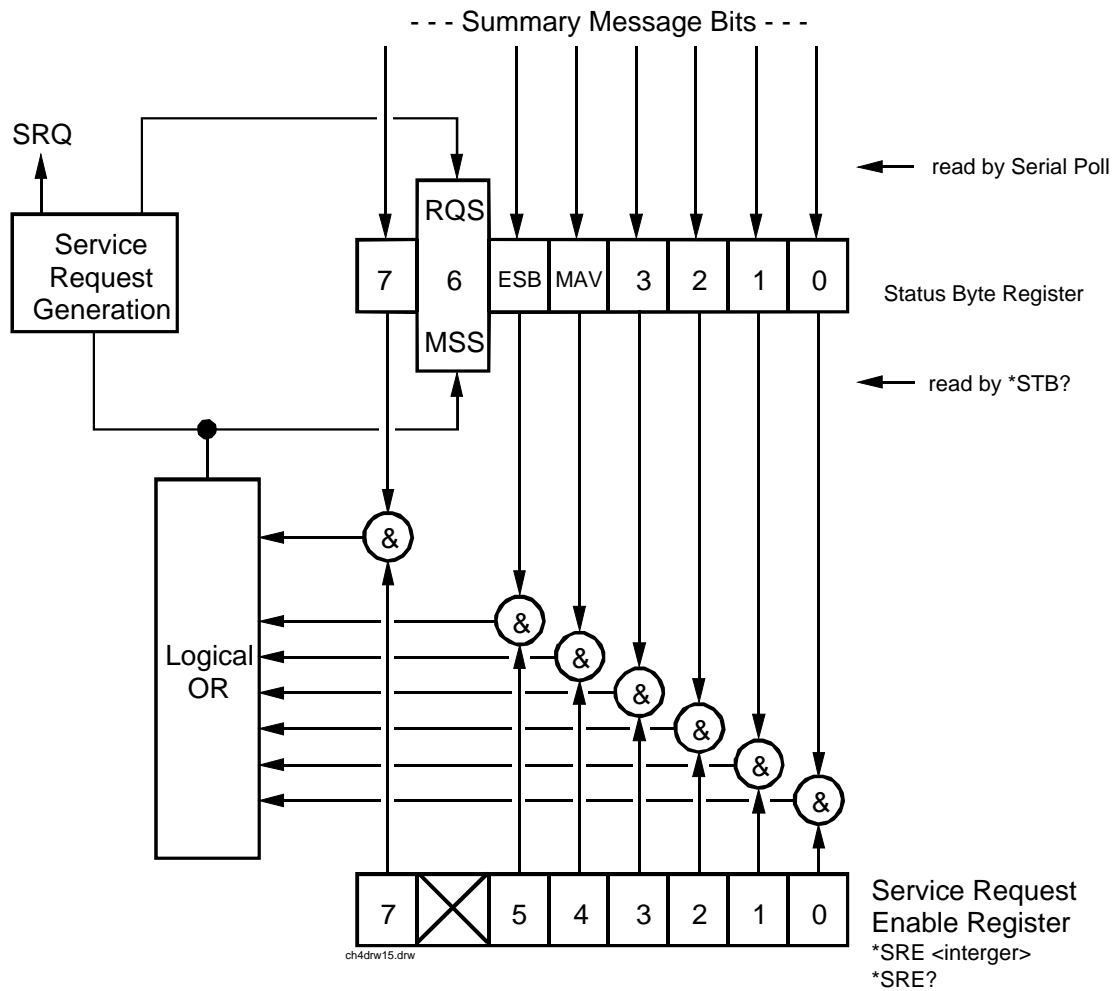 - - - Summary Message Bits - - -
SRQ
read by Serial Poll
RQS
Service
Request
Generation
7 6 ESB MAV 3 2 1 0
Status Byte Register
MSS
read by *STB?
&
&
Logical
OR
&
&
&
&
&
7 5 4 3 2 1 0
Service Request
Enable Register
*SRE <interger>
*SRE?
ch4drw15.drw